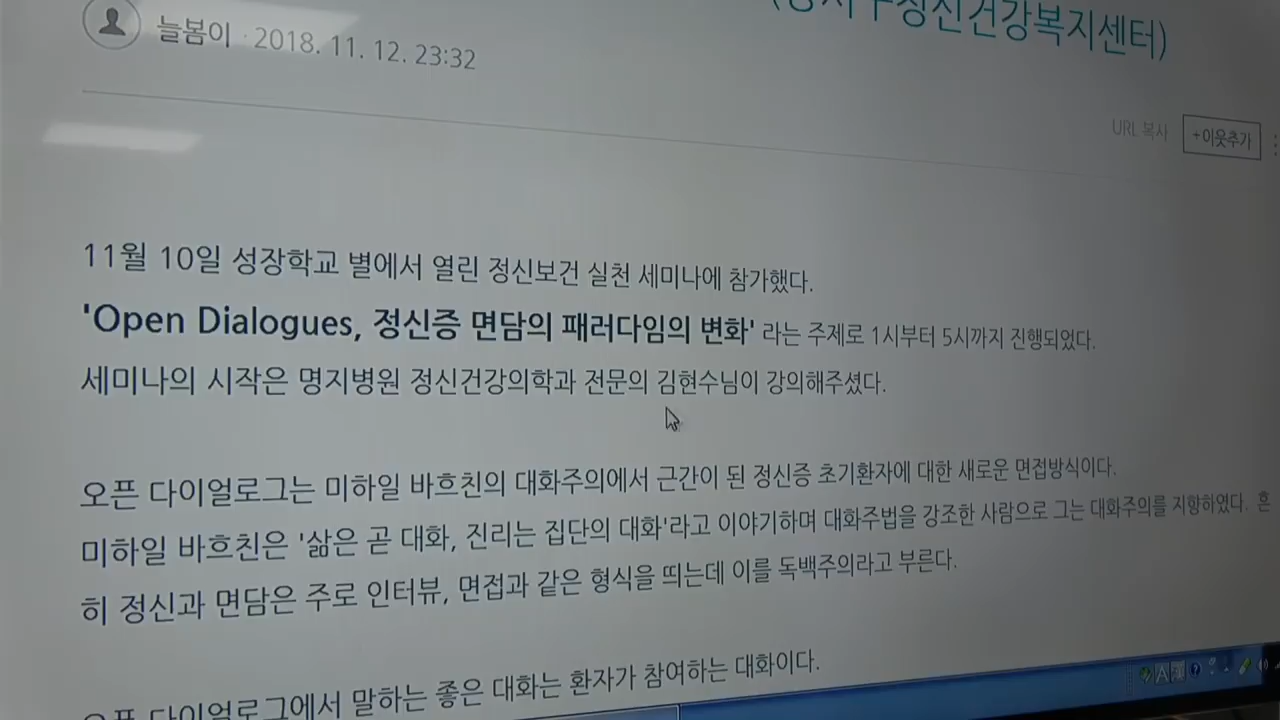 정신건강복지센터)
늘봄이 · 2018. 11. 12. 23:32
URL 복사 +이웃추가
11월 10일 성장학교 별에서 열린 정신보건 실천 세미나에 참가했다.
'Open Dialogues, 정신증 면담의 패러다임의 변화' 라는 주제로 1시부터 5시까지 진행되었다.
세미나의 시작은 명지병원 정신건강의학과 전문의 김현수님이 강의해주셨다.
오픈 다이얼로그는 미하일 바흐친의 대화주의에서 근간이 된 정신증 초기환자에 대한 새로운 면접방식이다.
미하일 바흐친은 '삶은 곧 대화, 진리는 집단의 대화'라고 이야기하며 대화주법을 강조한 사람으로 그는 대화주의를 지향하였다. 흔
히 정신과 면담은 주로 인터뷰, 면접과 같은 형식을 띄는데 이를 독백주의라고 부른다.
오픈 다이얼로그에서 말하는 좋은 대화는 환자가 참여하는 대화이다.